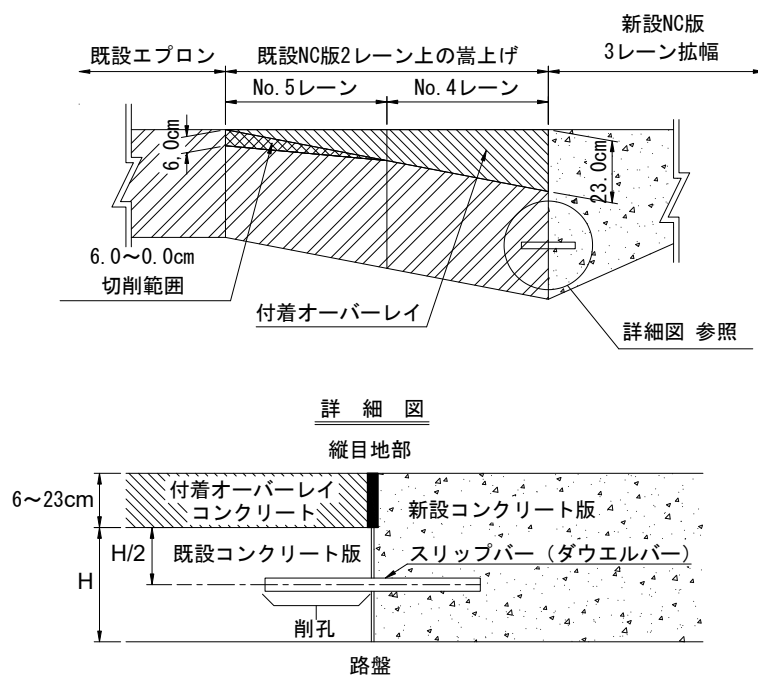 既設エプロン
既設NC版2レーン上の嵩上げ
新設NC版
3レーン拡幅
No.5レーン
No.4レーン
6.0cm
23.0cm
6.0～0.0cm
切削範囲
付着オーバーレイ
詳細図 参照
詳 細 図
縦目地部
6～23cm
付着オーバーレイ
コンクリート
新設コンクリート版
H/2
既設コンクリート版
スリップバー（ダウエルバー）
H
削孔
路盤